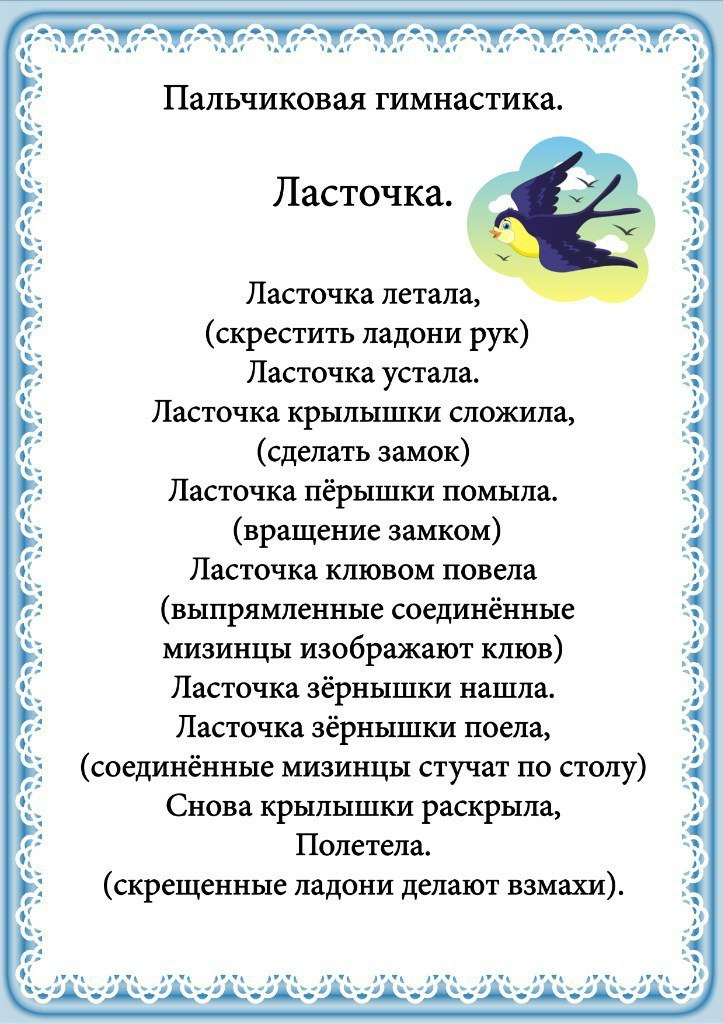 Пальчиковая гимнастика.
Ласточка.
Ласточка летала,
(скрестить ладони рук)
Ласточка устала.
Ласточка крылышки сложила,
(сделать замок)
Ласточка пёрышки помыла.
(вращение замком)
Ласточка клювом повела
(выпрямленные соединённые
мизинцы изображают клюв)
Ласточка зёрнышки нашла.
Ласточка зёрнышки поела,
(соединённые мизинцы стучат по столу)
Снова крылышки раскрыла,
Полетела.
(скрещенные ладони делают взмахи).